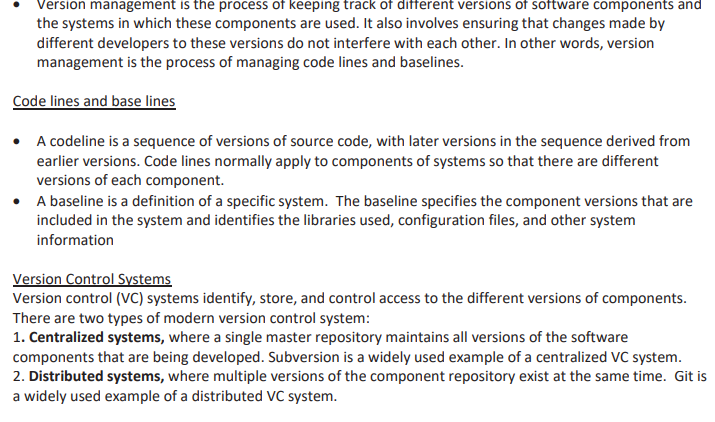 • Version management is the process of keeping track of different versions of software components and
the systems in which these components are used. It also involves ensuring that changes made by
different developers to these versions do not interfere with each other. In other words, version
management is the process of managing code lines and baselines.
Code lines and base lines
• A codeline is a sequence of versions of source code, with later versions in the sequence derived from
earlier versions. Code lines normally apply to components of systems so that there are different
versions of each component.
• A baseline is a definition of a specific system.  The baseline specifies the component versions that are
included in the system and identifies the libraries used, configuration files, and other system
information
Version Control Systems
Version control (VC) systems identify, store, and control access to the different versions of components.
There are two types of modern version control system:
1. Centralized systems, where a single master repository maintains all versions of the software
components that are being developed. Subversion is a widely used example of a centralized VC system.
2. Distributed systems, where multiple versions of the component repository exist at the same time.  Git is
a widely used example of a distributed VC system.